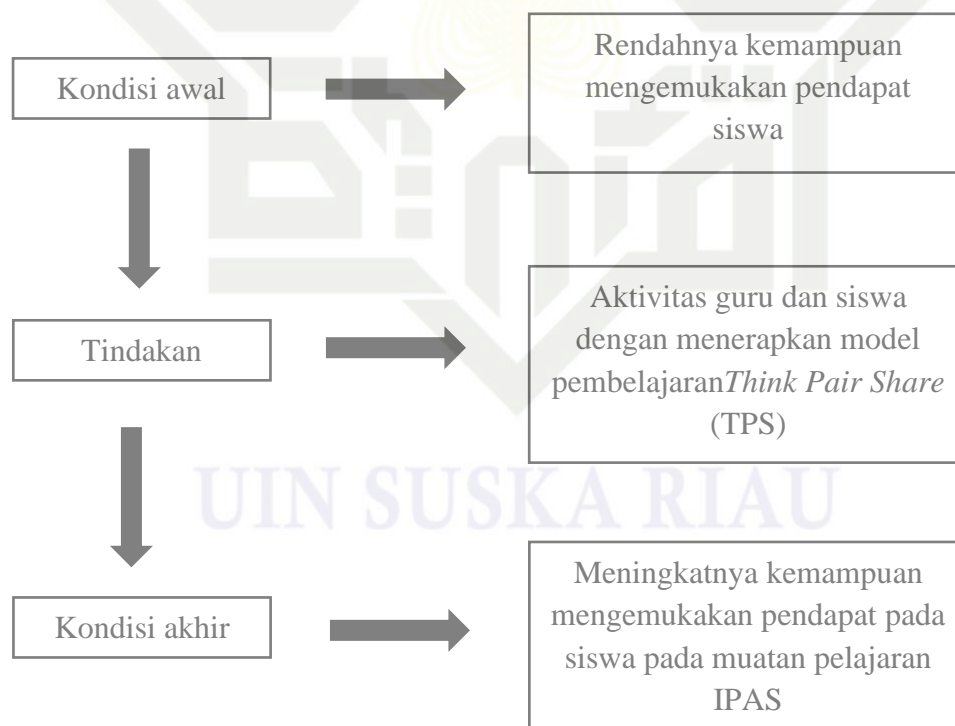 Kondisi awal
Rendahnya kemampuan
mengemukakan pendapat
siswa
Tindakan
Aktivitas guru dan siswa
dengan menerapkan model
pembelajaranThink Pair Share
(TPS)
UIN SUSKA RIAU
Kondisi akhir
Meningkatnya kemampuan
mengemukakan pendapat pada
siswa pada muatan pelajaran
IPAS